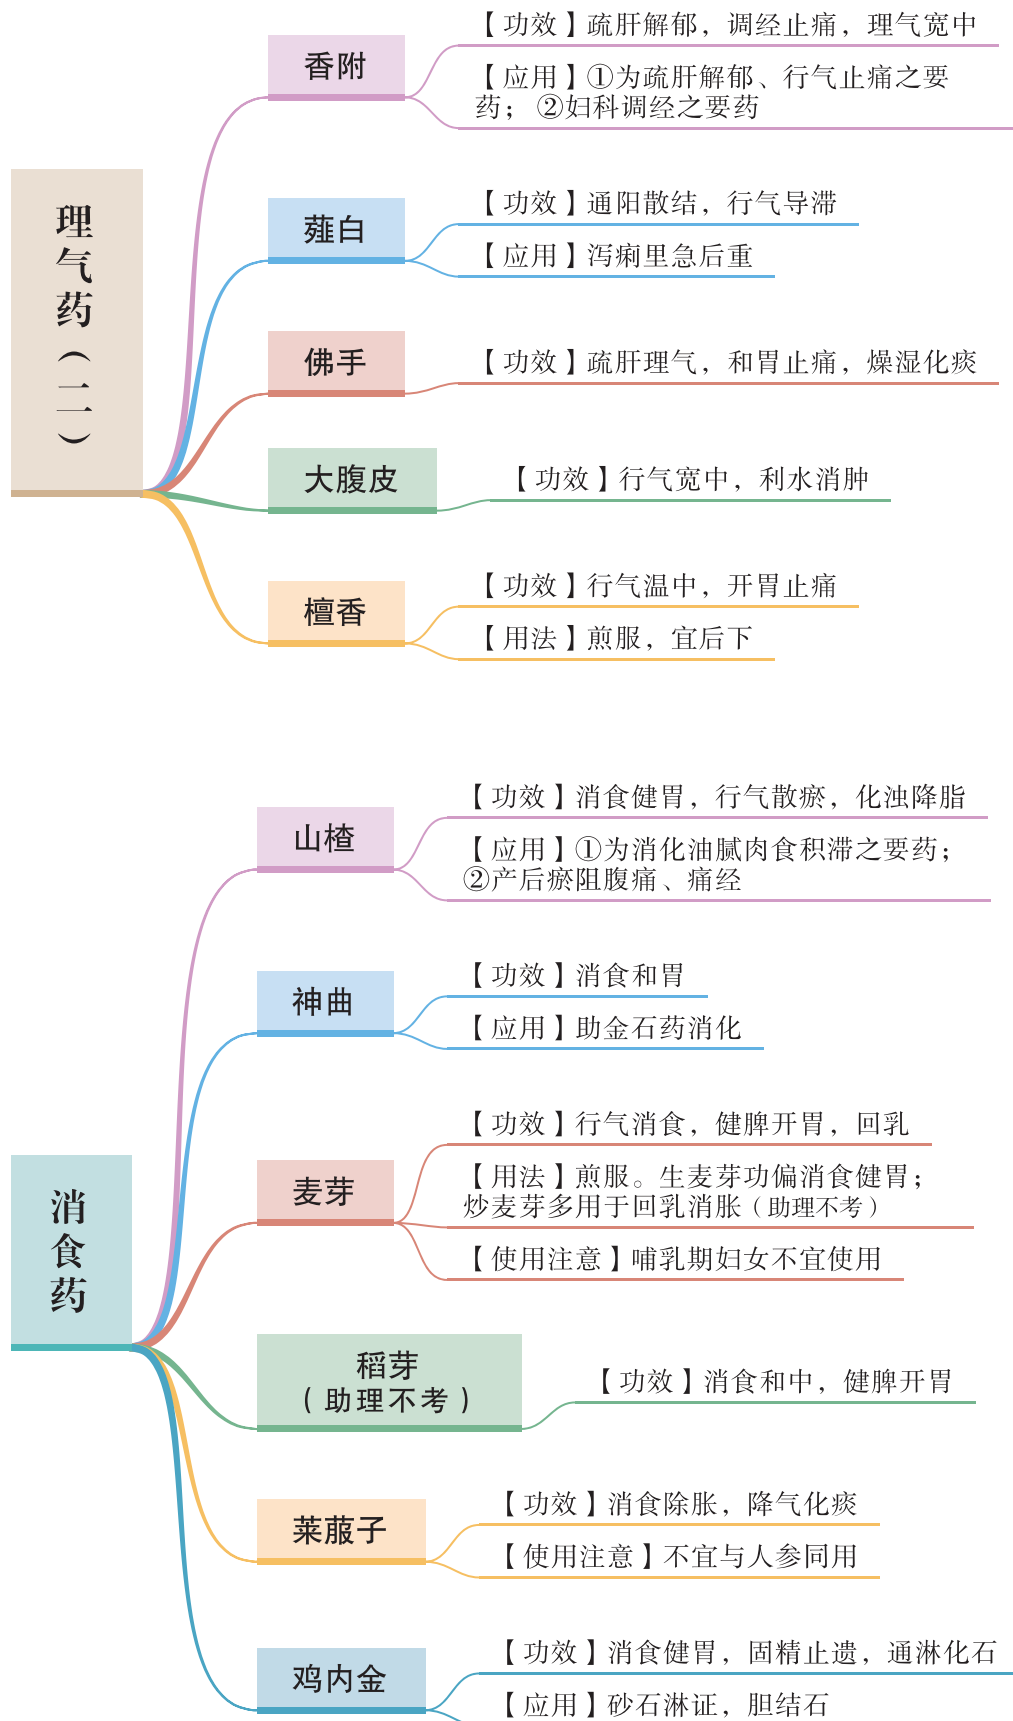 理气药（二）
香附
【功效】疏肝解郁，调经止痛，理气宽中
【应用】①为疏肝解郁、行气止痛之要
药；②妇科调经之要药
薤白
【功效】通阳散结，行气导滞
【应用】泻痢里急后重
佛手
【功效】疏肝理气，和胃止痛，燥湿化痰
大腹皮
【功效】行气宽中，利水消肿
檀香
【功效】行气温中，开胃止痛
【用法】煎服，宜后下
消食药
山楂
【功效】消食健胃，行气散瘀，化浊降脂
【应用】①为消化油腻肉食积滞之要药；
②产后瘀阻腹痛、痛经
神曲
【功效】消食和胃
【应用】助金石药消化
麦芽
【功效】行气消食，健脾开胃，回乳
【用法】煎服。生麦芽功偏消食健胃；
炒麦芽多用于回乳消胀（助理不考）
【使用注意】哺乳期妇女不宜使用
稻芽
（助理不考）
【功效】消食和中，健脾开胃
莱菔子
【功效】消食除胀，降气化痰
【使用注意】不宜与人参同用
鸡内金
【功效】消食健胃，固精止遗，通淋化石
【应用】砂石淋证，胆结石